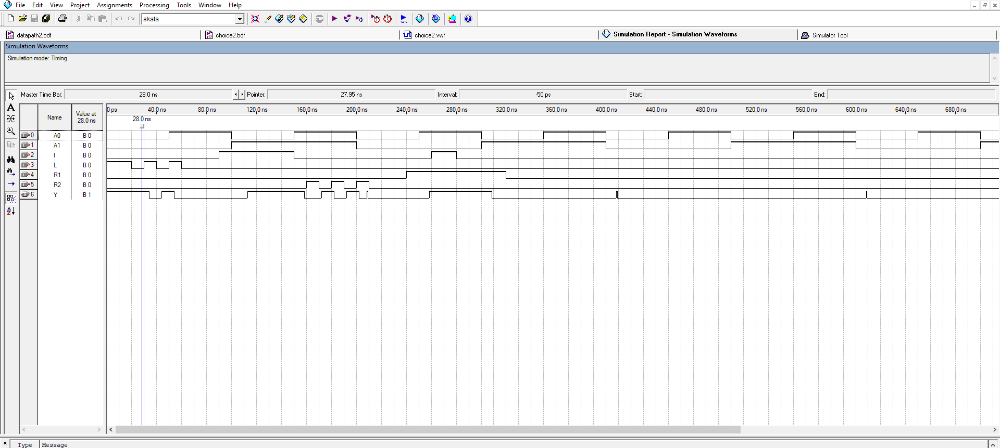 File Edit View Project Assignments Processing Tools Window Help
skata
datapath2.bdf choice2.bdf choice2.vwf Simulation Report - Simulation Waveforms Simulator Tool
Simulation Waveforms
Simulation mode: Timing
Master Time Bar: 28.0 ns Pointer: 27.95 ns Interval: -50 ps Start: End:
Name Value at 28.0 ns
0 ps 40.0 ns 80.0 ns 120.0 ns 160.0 ns 200.0 ns 240.0 ns 280.0 ns 320.0 ns 360.0 ns 400.0 ns 440.0 ns 480.0 ns 520.0 ns 560.0 ns 600.0 ns 640.0 ns 680.0 ns
28.0 ns
0 A0 B 0
1 A1 B 0
2 I B 0
3 L B 0
4 R1 B 0
5 R2 B 0
6 Y B 1
Type Message